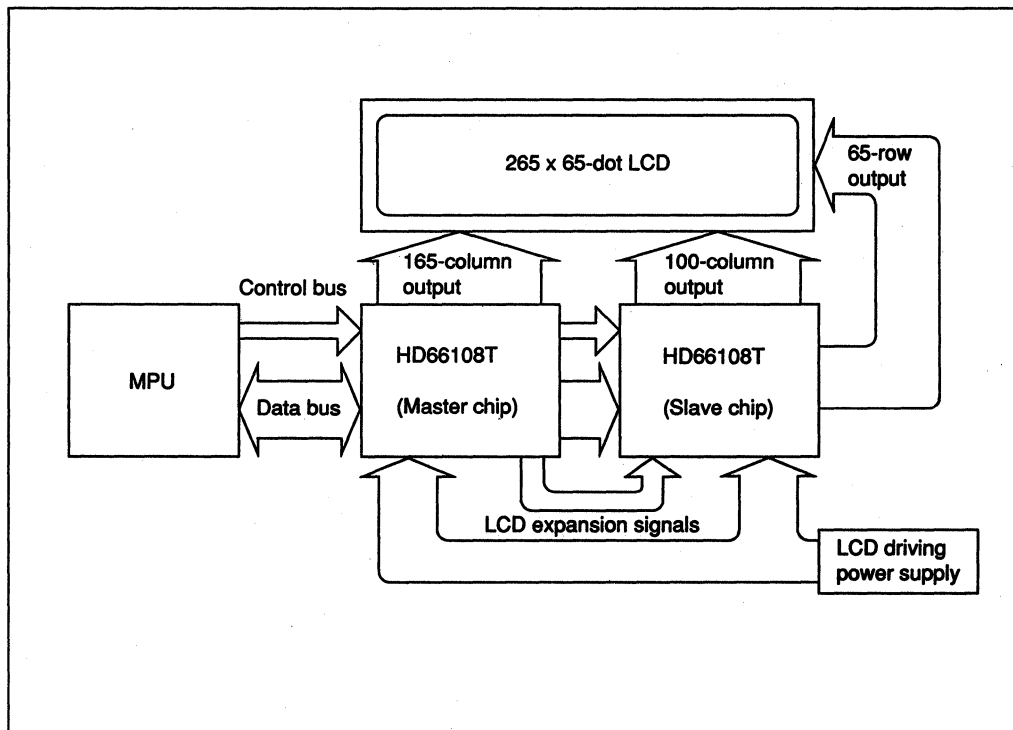 265 x 65-dot LCD
65-row
output
165-column
output
100-column
output
Control bus
MPU
Data bus
HD66108T
(Master chip)
HD66108T
(Slave chip)
LCD expansion signals
LCD driving
power supply